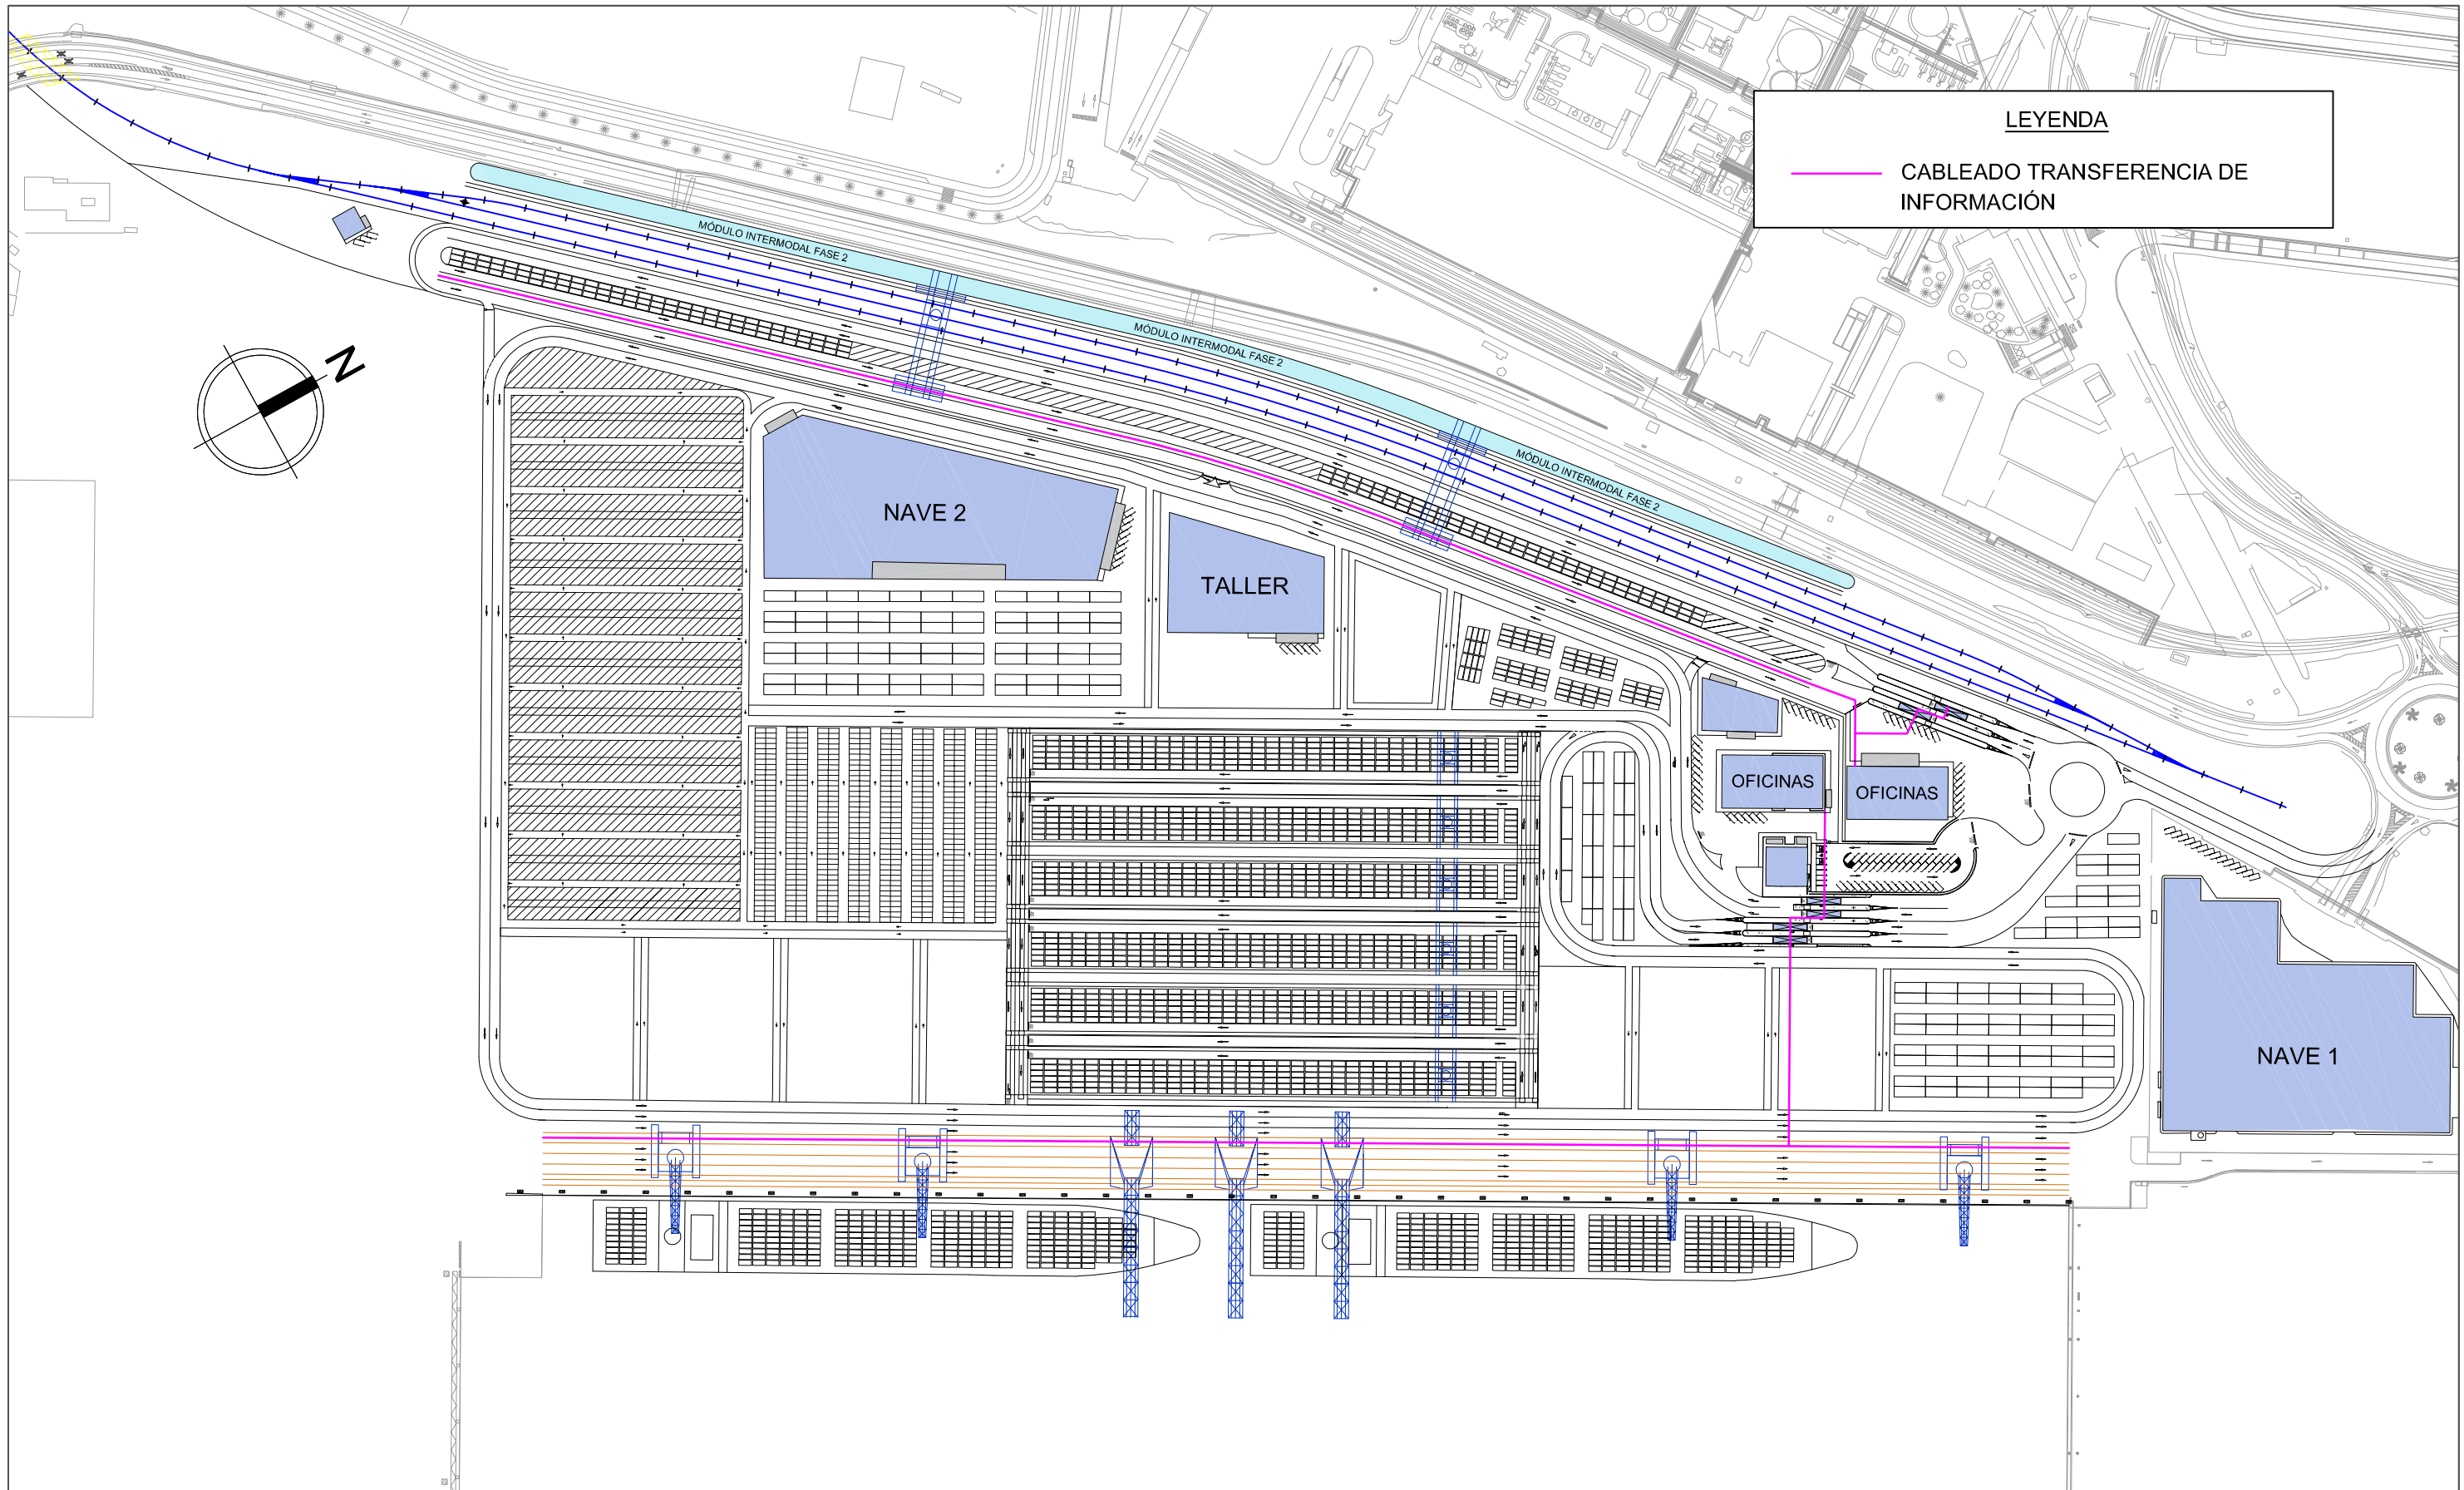 LEYENDA
CABLEADO TRANSFERENCIA DE
INFORMACIÓN
MÓDULO INTERMODAL FASE 2
MÓDULO INTERMODAL FASE 2
MÓDULO INTERMODAL FASE 2
N
NAVE 2
TALLER
OFICINAS
OFICINAS
NAVE 1